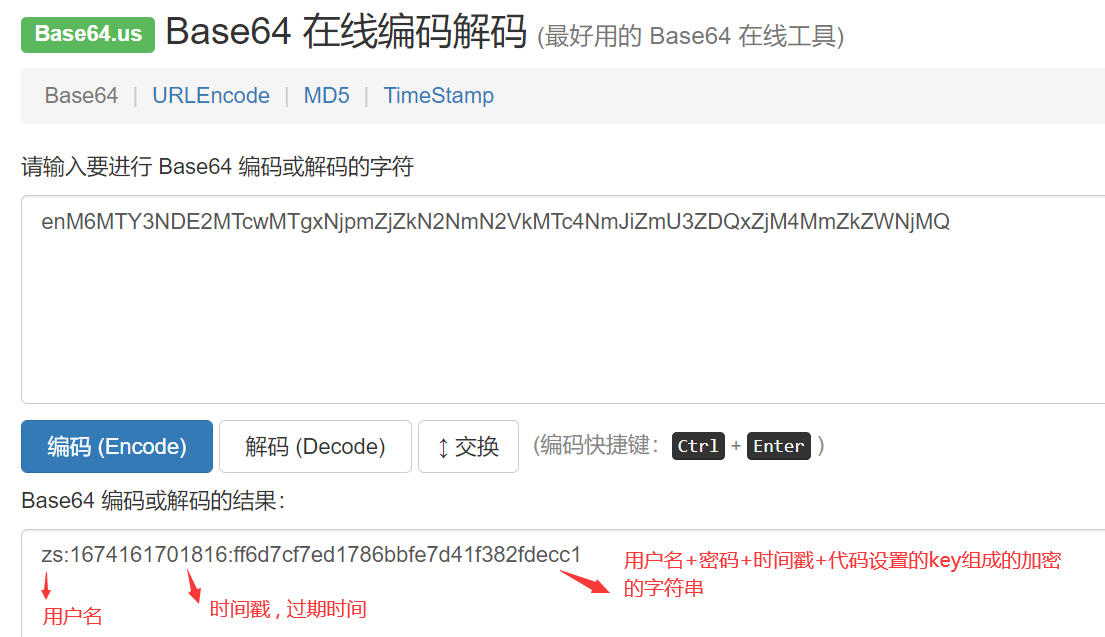 Base64.us Base64 在线编码解码 (最好用的 Base64 在线工具)
Base64 | URLEncode | MD5 | TimeStamp
请输入要进行 Base64 编码或解码的字符
enM6MTY3NDE2MTcwMTgxNjpmZjZkN2NmN2VkMTc4NmJiZmU3ZDQxZjM4MmZkZWNjMQ
编码 (Encode) 解码 (Decode) ↕ 交换 (编码快捷键： Ctrl + Enter )
Base64 编码或解码的结果：
zs:1674161701816:ff6d7cf7ed1786bbfe7d41f382fdecc1
用户名+密码+时间戳+代码设置的key组成的加密
的字符串
用户名
时间戳 , 过期时间